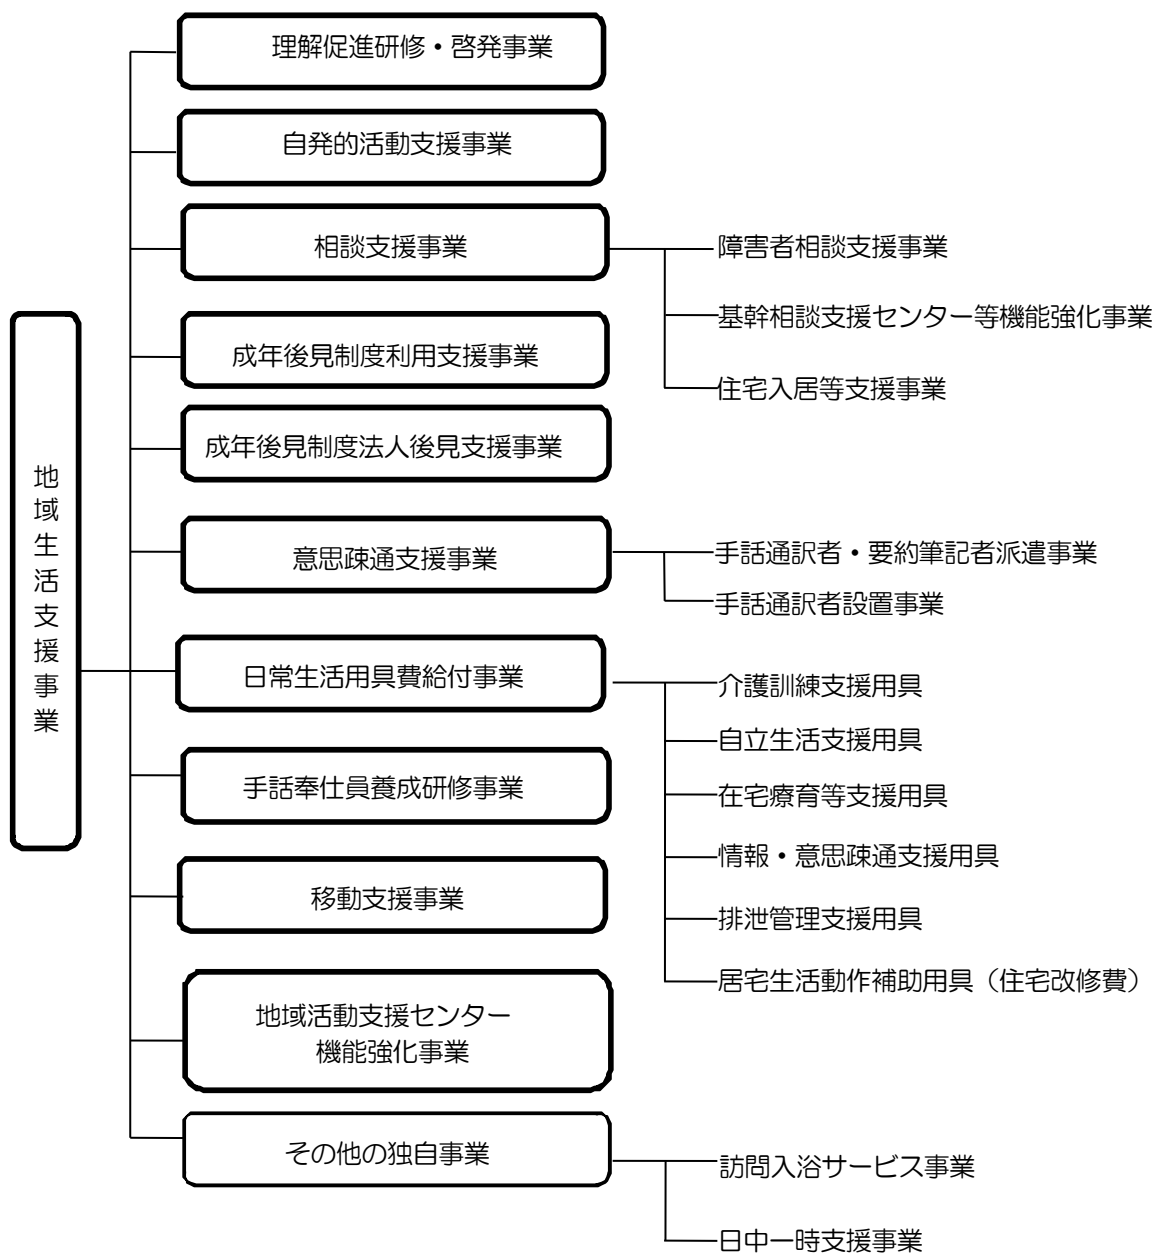 地域生活支援事業
理解促進研修・啓発事業
自発的活動支援事業
相談支援事業
障害者相談支援事業
基幹相談支援センター等機能強化事業
住宅入居等支援事業
成年後見制度利用支援事業
成年後見制度法人後見支援事業
意思疎通支援事業
手話通訳者・要約筆記者派遣事業
手話通訳者設置事業
日常生活用具費給付事業
介護訓練支援用具
自立生活支援用具
在宅療育等支援用具
情報・意思疎通支援用具
排泄管理支援用具
居宅生活動作補助用具（住宅改修費）
手話奉仕員養成研修事業
移動支援事業
地域活動支援センター
機能強化事業
その他の独自事業
訪問入浴サービス事業
日中一時支援事業